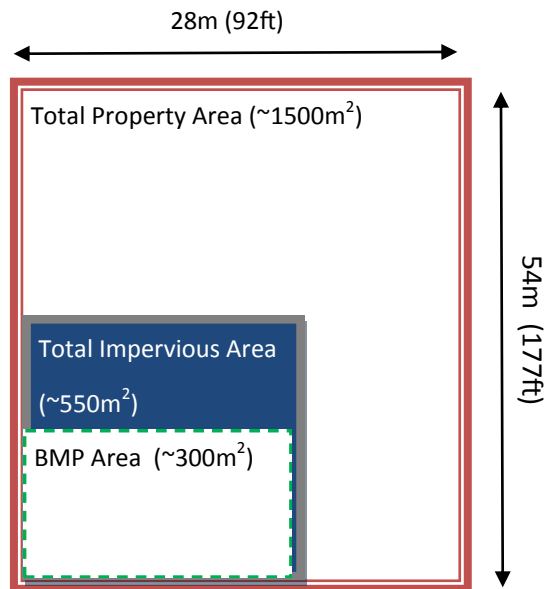 28m (92ft)
Total Property Area (~1500m²)
54m (177ft)
Total Impervious Area
(~550m²)
BMP Area (~300m²)